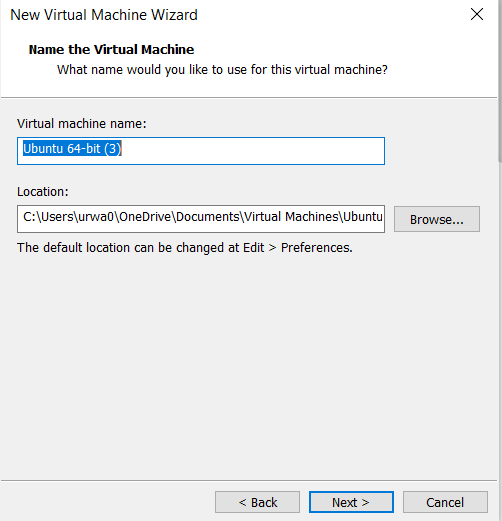 New Virtual Machine Wizard
Name the Virtual Machine
What name would you like to use for this virtual machine?
Virtual machine name:
Ubuntu 64-bit (3)
Location:
C:\Users\urwa0\OneDrive\Documents\Virtual Machines\Ubuntu
Browse...
The default location can be changed at Edit > Preferences.
< Back
Next >
Cancel